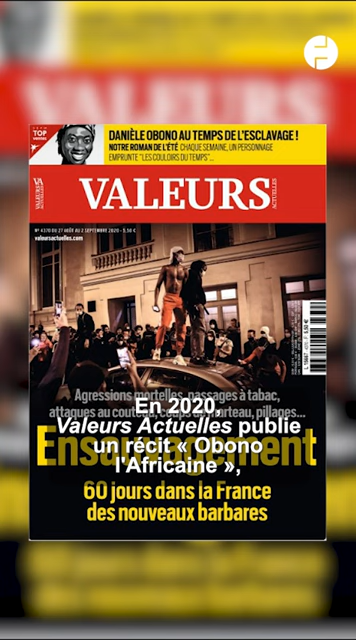 TOP
DANIÈLE OBONO AU TEMPS DE L'ESCLAVAGE !
NOTRE ROMAN DE L'ÉTÉ CHAQUE SEMAINE, UN PERSONNAGE
EMPRUNTE "LES COULOIRS DU TEMPS"...
VALEURS
ACTUELLES
N° 4370 DU 27 AOÛT AU 2 SEPTEMBRE 2020 - 5,50 €
valeursactuelles.com
Agressions mortelles, passages à tabac,
attaques au couteau, coups de marteau, pillages...
Ensauvagement
60 jours dans la France
des nouveaux barbares
En 2020,
Valeurs Actuelles publie
un récit « Obono
l'Africaine »,